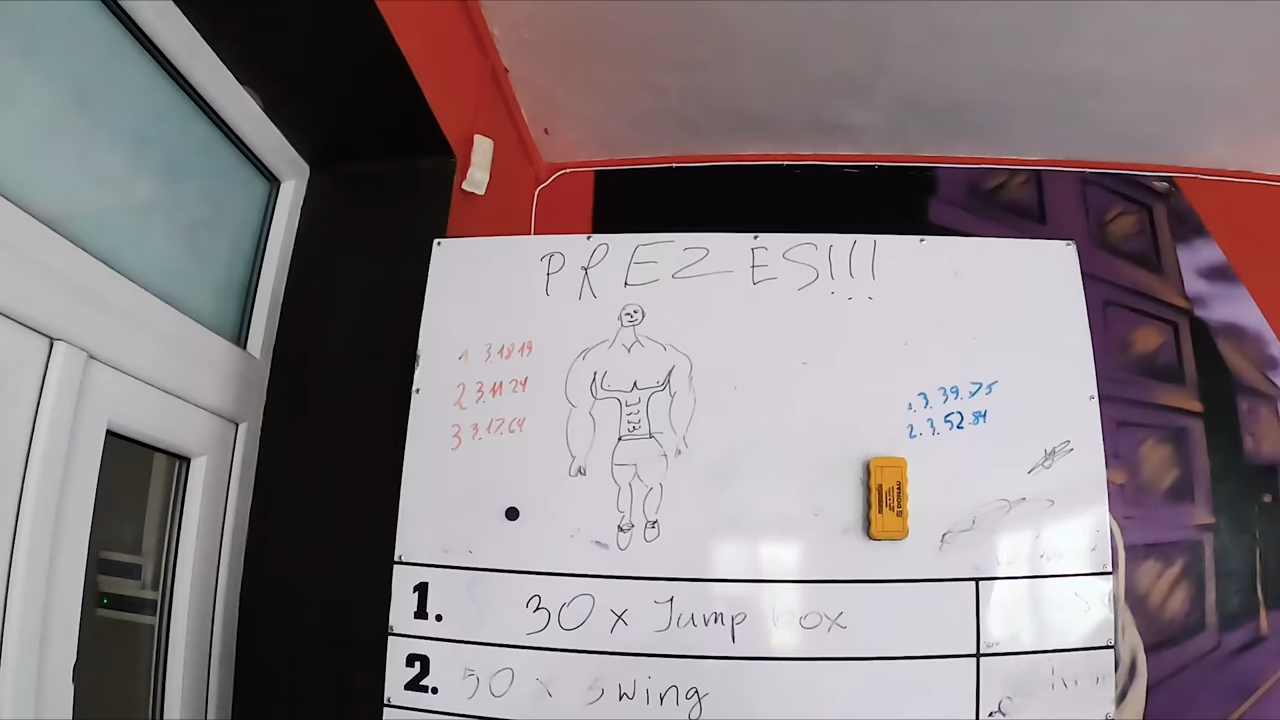 PREZES!!!
1 3.18.19
2 3.11.24
3 3.17.64
1.3.39.75
2.3.52.84
DONAU
1. 30 x Jump box
2. 50 x swing